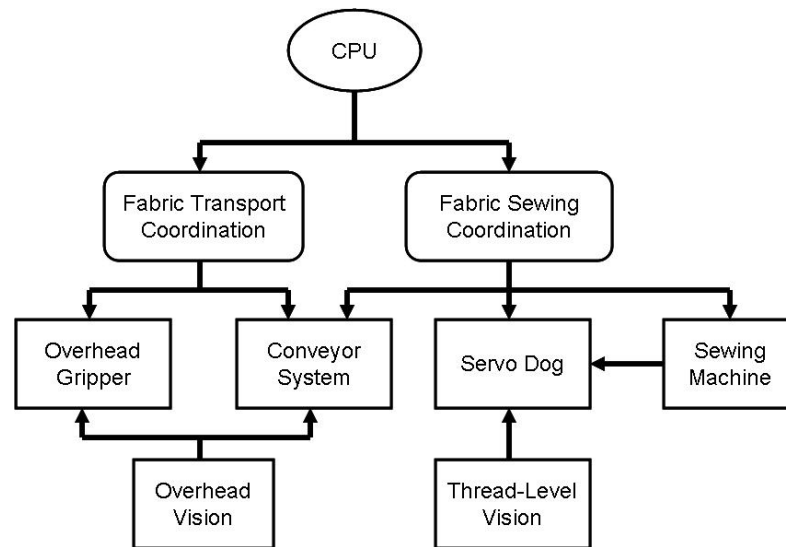 CPU
Fabric Transport
Coordination
Fabric Sewing
Coordination
Overhead
Gripper
Conveyor
System
Servo Dog
Sewing
Machine
Overhead
Vision
Thread-Level
Vision